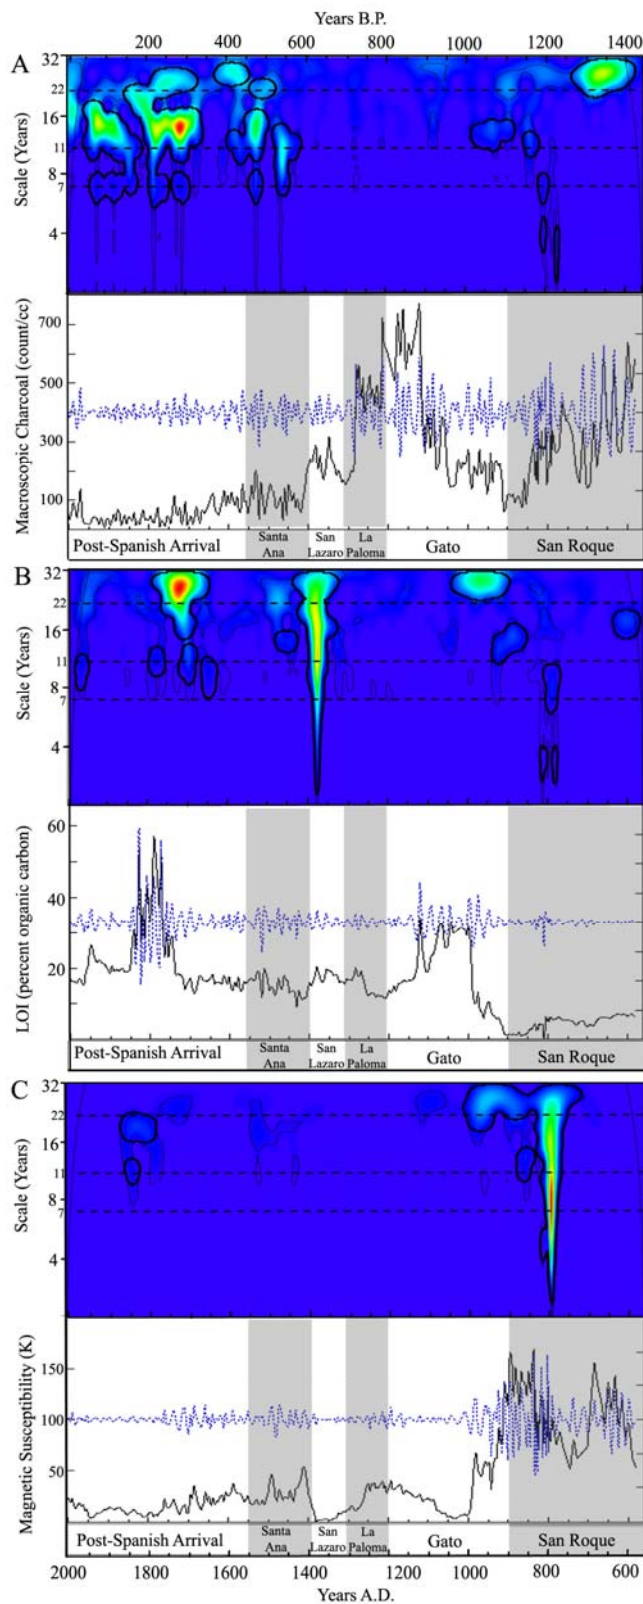 Years B.P.
200 400 600 800 1000 1200 1400
A
32
22
16
11
7
4
Scale (Years)
700
500
300
100
Macroscopic Charcoal (count/cc)
Post-Spanish Arrival
Santa Ana
San Lazaro
La Paloma
Gato
San Roque
B
32
22
16
11
8
7
4
Scale (Years)
60
40
20
LOI (percent organic carbon)
Post-Spanish Arrival
Santa Ana
San Lazaro
La Paloma
Gato
San Roque
C
32
22
16
11
8
7
4
Scale (Years)
150
100
50
Magnetic Susceptibility (K)
Post-Spanish Arrival
Santa Ana
San Lazaro
La Paloma
Gato
San Roque
2000 1800 1600 1400 1200 1000 800 600
Years A.D.